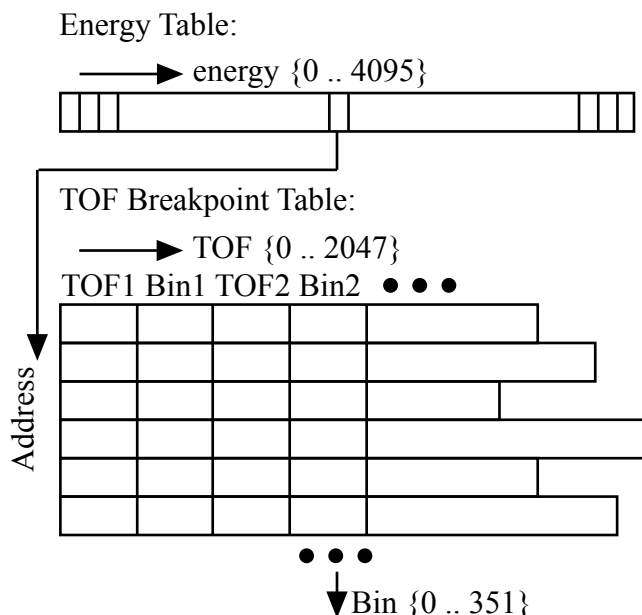 Energy Table:
energy {0 .. 4095}
TOF Breakpoint Table:
TOF {0 .. 2047}
TOF1 Bin1 TOF2 Bin2
Address
Bin {0 .. 351}